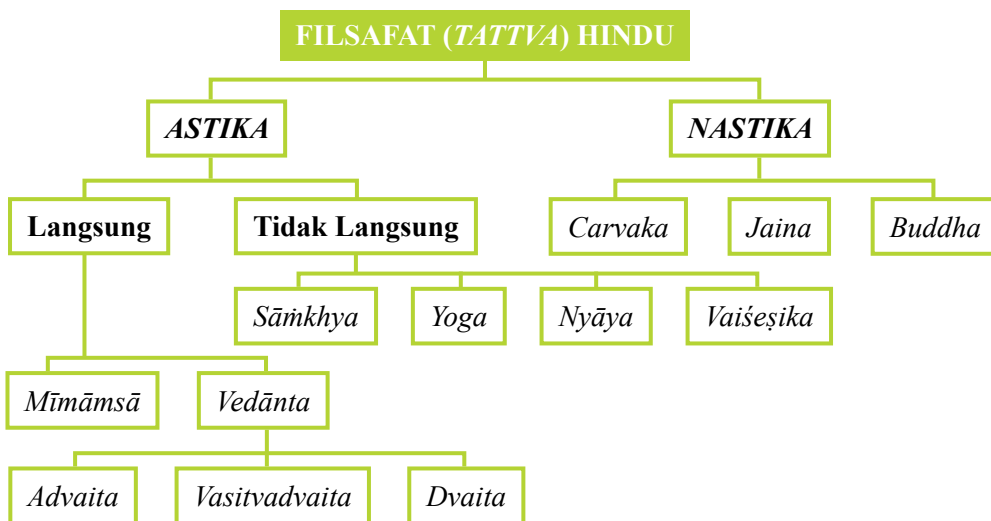 FILSAFAT (TATTVA) HINDU
ASTIKA
NASTIKA
Langsung
Tidak Langsung
Carvaka
Jaina
Buddha
Sāṁkhya
Yoga
Nyāya
Vaiśeṣika
Mīmāmsā
Vedānta
Advaita
Vasitvadvaita
Dvaita